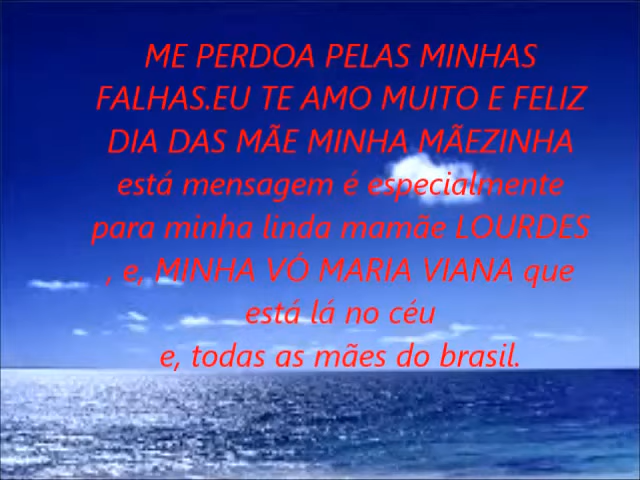 ME PERDOA PELAS MINHAS
FALHAS.EU TE AMO MUITO E FELIZ
DIA DAS MÃE MINHA MÃEZINHA
está mensagem é especialmente
para minha linda mamãe LOURDES
, e, MINHA VÓ MARIA VIANA que
está lá no céu
e, todas as mães do brasil.